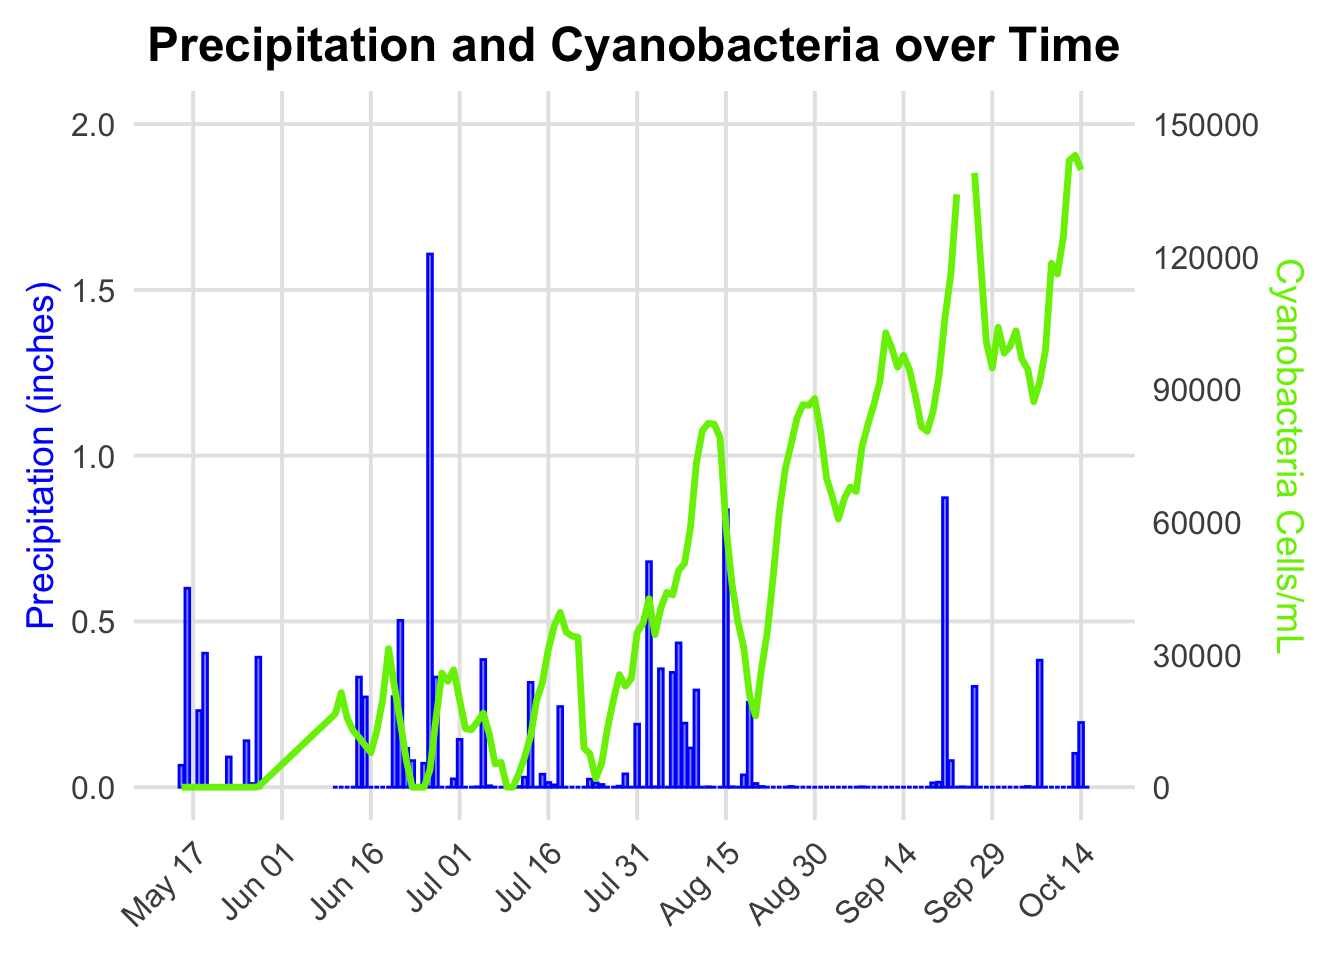 Precipitation and Cyanobacteria over Time
Precipitation (inches)
2.0
1.5
1.0
0.5
0.0
150000
120000
90000
60000
30000
0
Cyanobacteria Cells/mL
May 17
Jun 01
Jun 16
Jul 01
Jul 16
Jul 31
Aug 15
Aug 30
Sep 14
Sep 29
Oct 14